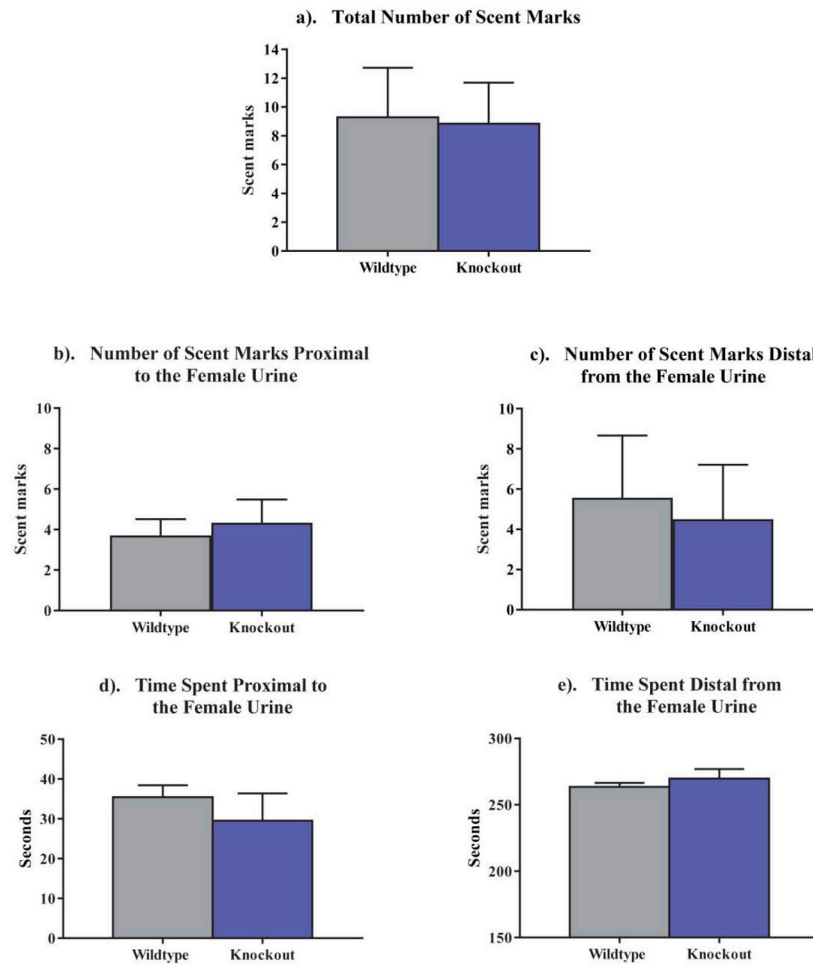 a). Total Number of Scent Marks
14
12
10
8
6
4
2
0
Scent marks
Wildtype Knockout
b). Number of Scent Marks Proximal
to the Female Urine
10
8
6
4
2
0
Scent marks
Wildtype Knockout
c). Number of Scent Marks Distal
from the Female Urine
10
8
6
4
2
0
Scent marks
Wildtype Knockout
d). Time Spent Proximal to
the Female Urine
50
40
30
20
10
0
Seconds
Wildtype Knockout
e). Time Spent Distal from
the Female Urine
300
250
200
150
Seconds
Wildtype Knockout